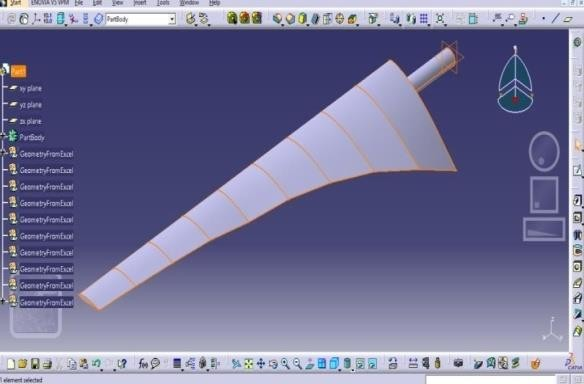 Start ENOVIA V5 VPM File Edit View Insert Tools Window Help
PartBody
Part1
xy plane
yz plane
zx plane
PartBody
GeometryFromExcel
GeometryFromExcel
GeometryFromExcel
GeometryFromExcel
GeometryFromExcel
GeometryFromExcel
GeometryFromExcel
GeometryFromExcel
GeometryFromExcel
GeometryFromExcel
1 element selected